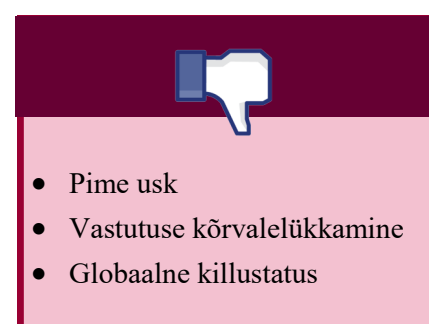 • Pime usk
• Vastutuse kõrvalelükkamine
• Globaalne killustatus